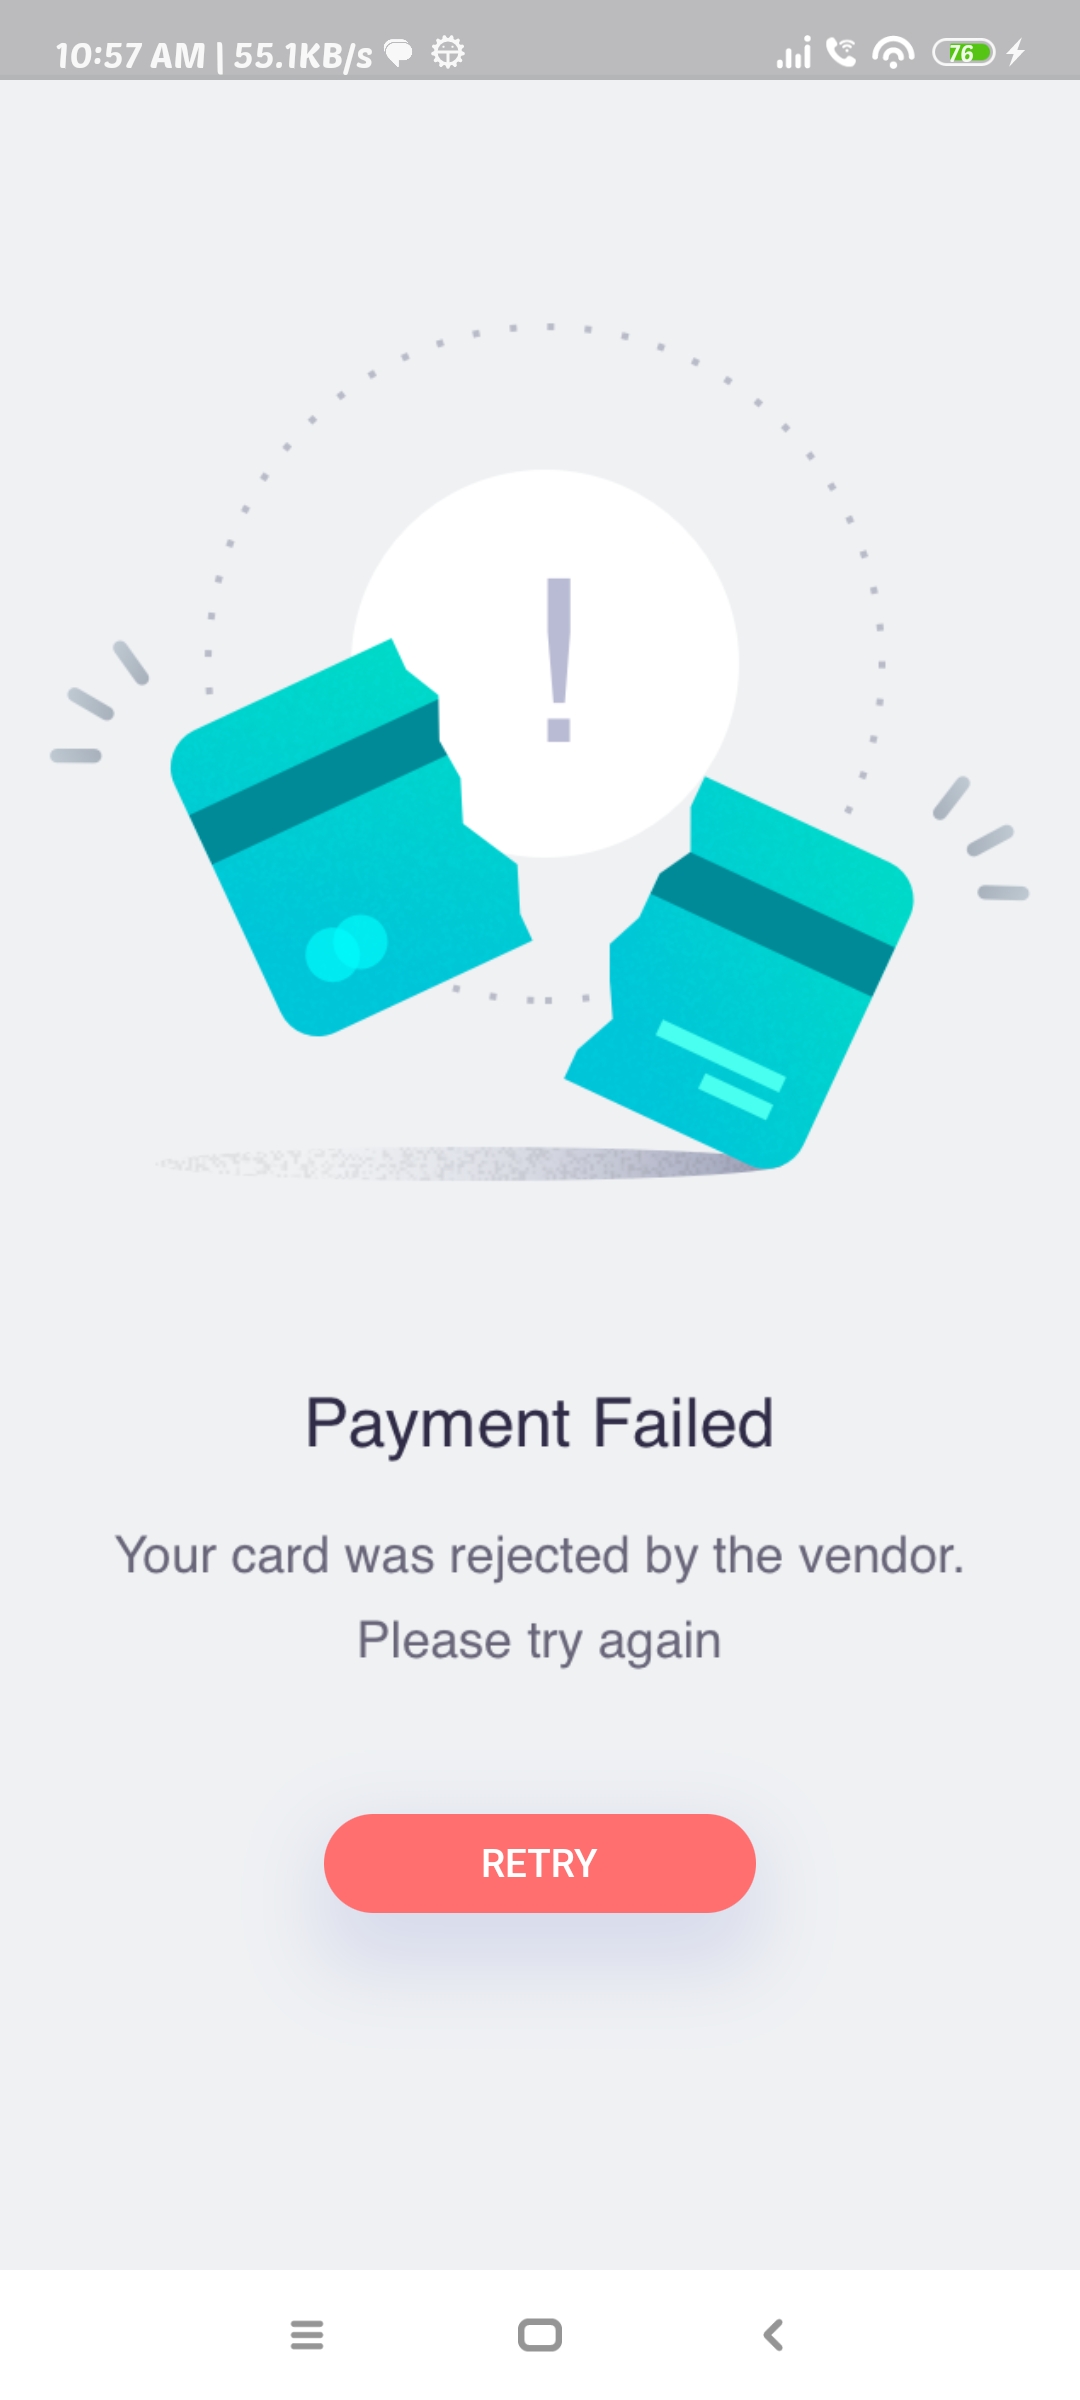 10:57 AM | 55.1KB/s
76
!
Payment Failed
Your card was rejected by the vendor.
Please try again
RETRY